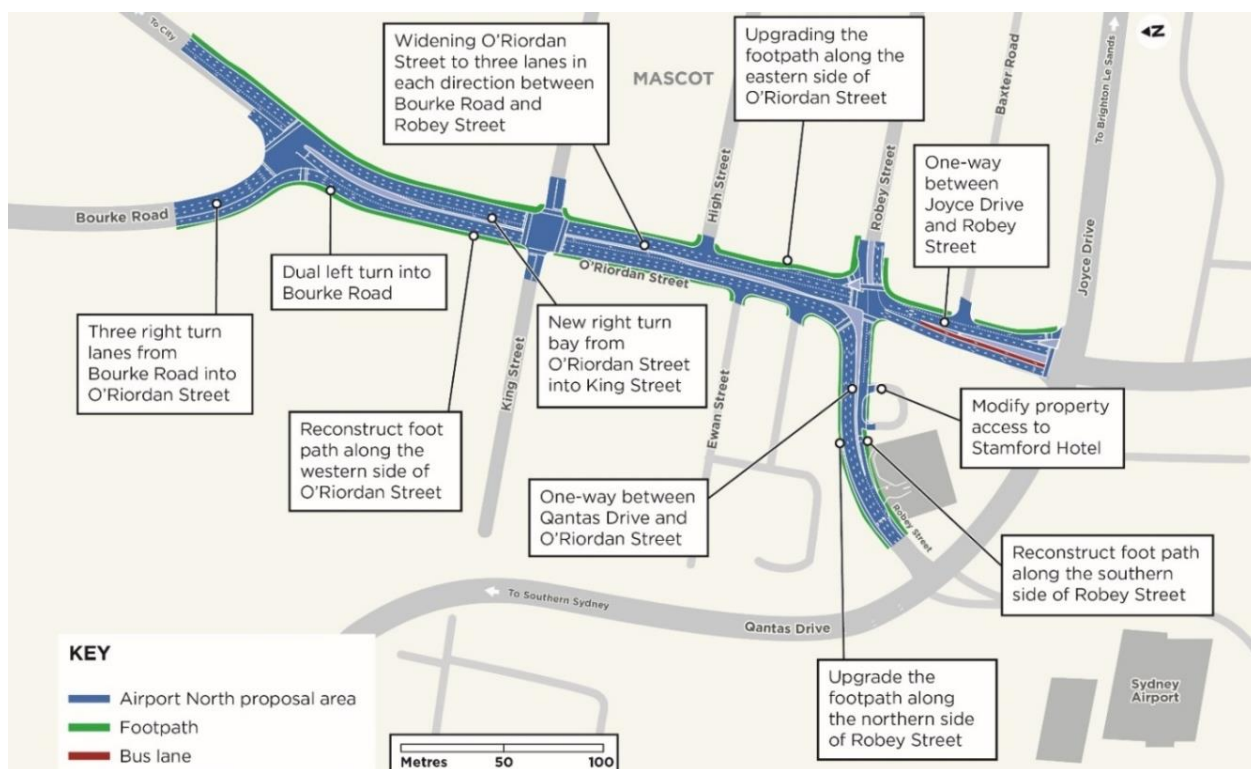 To City
Widening O'Riordan
Street to three lanes in
each direction between
Bourke Road and
Robey Street
MASCOT
Upgrading the
footpath along the
eastern side of
O'Riordan Street
Baxter Road
To Brighton Le Sands
N
High Street
Robey Street
One-way
between
Joyce Drive
and Robey
Street
Joyce Drive
Bourke Road
Dual left turn into
Bourke Road
O'Riordan Street
Three right turn
lanes from
Bourke Road into
O'Riordan Street
King Street
New right turn
bay from
O'Riordan Street
into King Street
Ewan Street
Modify property
access to
Stamford Hotel
Reconstruct foot
path along the
western side of
O'Riordan Street
One-way between
Qantas Drive and
O'Riordan Street
Robey Street
Reconstruct foot path
along the southern
side of Robey Street
To Southern Sydney
Qantas Drive
KEY
Airport North proposal area
Footpath
Bus lane
Metres 50 100
Upgrade the
footpath along
the northern side
of Robey Street
Sydney
Airport